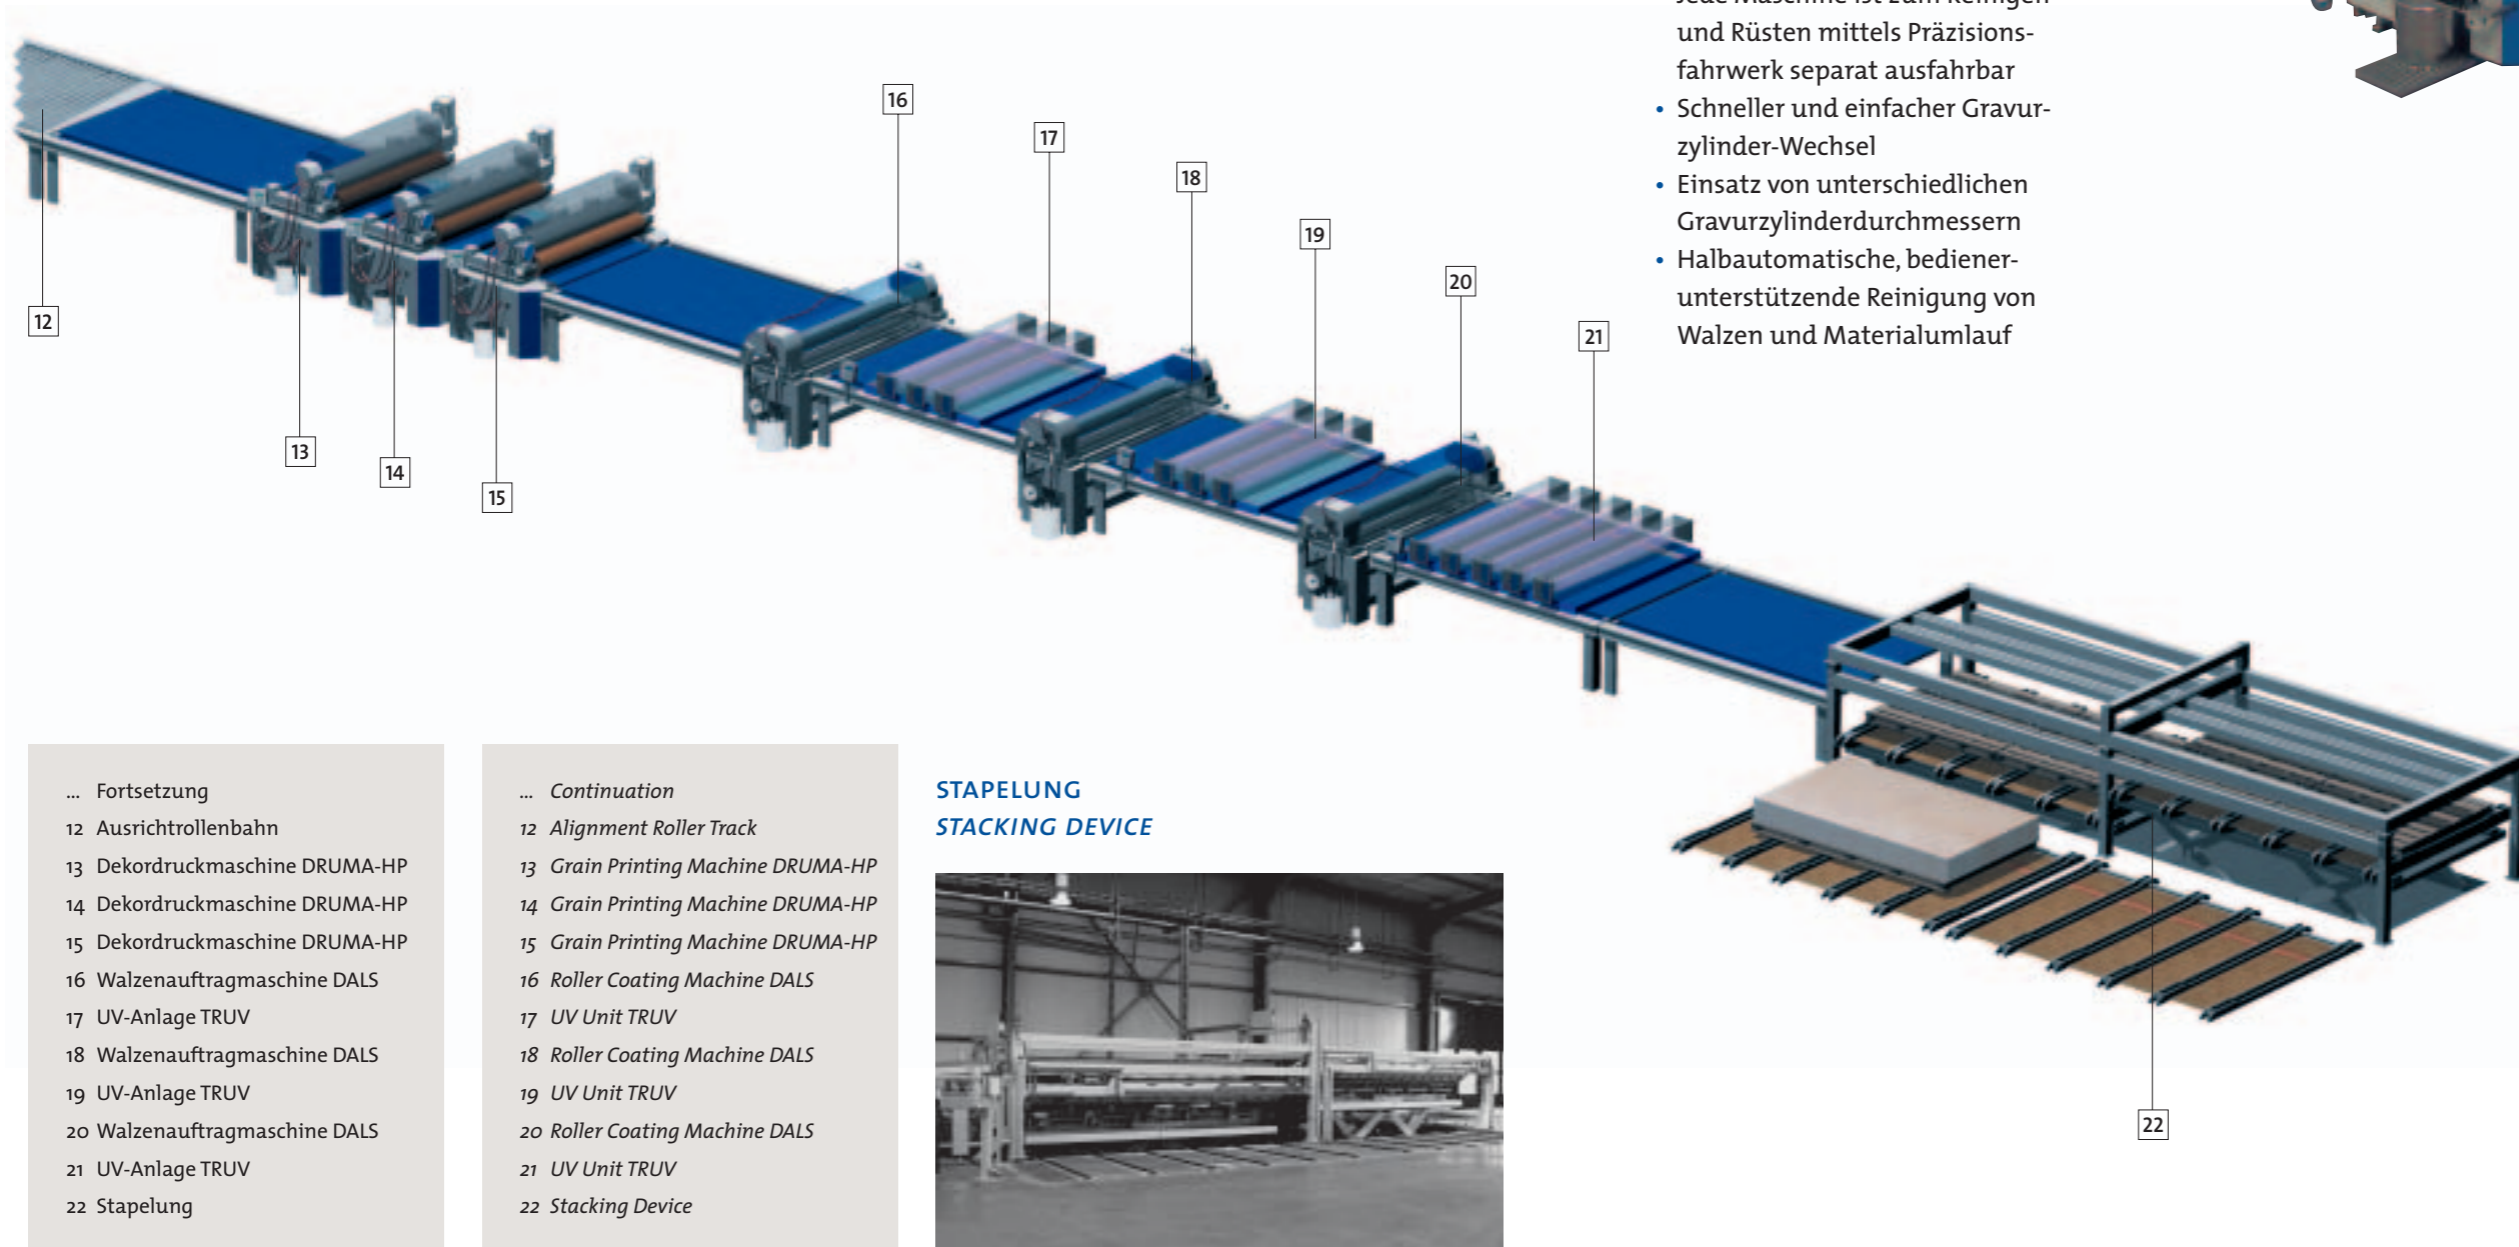 Jede Maschine ist zum Reinigen
und Rüsten mittels Präzisions-
fahrwerk separat ausfahrbar
• Schneller und einfacher Gravur-
zylinder-Wechsel
• Einsatz von unterschiedlichen
Gravurzylinderdurchmessern
• Halbautomatische, bediener-
unterstützende Reinigung von
Walzen und Materialumlauf
12
13
14
15
16
17
18
19
20
21
22
... Fortsetzung
12 Ausrichtrollenbahn
13 Dekordruckmaschine DRUMA-HP
14 Dekordruckmaschine DRUMA-HP
15 Dekordruckmaschine DRUMA-HP
16 Walzenauftragmaschine DALS
17 UV-Anlage TRUV
18 Walzenauftragmaschine DALS
19 UV-Anlage TRUV
20 Walzenauftragmaschine DALS
21 UV-Anlage TRUV
22 Stapelung
... Continuation
12 Alignment Roller Track
13 Grain Printing Machine DRUMA-HP
14 Grain Printing Machine DRUMA-HP
15 Grain Printing Machine DRUMA-HP
16 Roller Coating Machine DALS
17 UV Unit TRUV
18 Roller Coating Machine DALS
19 UV Unit TRUV
20 Roller Coating Machine DALS
21 UV Unit TRUV
22 Stacking Device
STAPELUNG
STACKING DEVICE